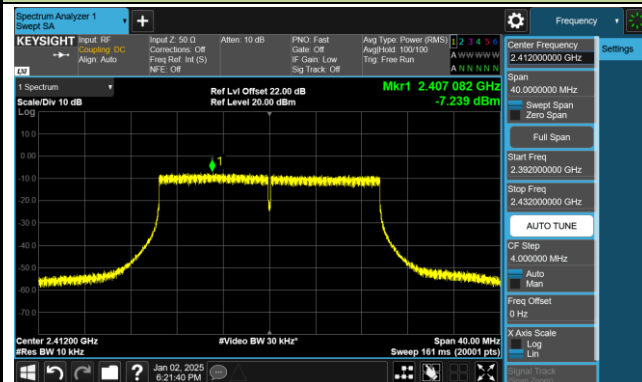 Spectrum Analyzer 1
Swept SA
Frequency
KEYSIGHT
Input: RF
Coupling: DC
Align: Auto
Input Z: 50 Ω
Corrections: Off
Freq Ref: Int (S)
NFE: Off
Atten: 10 dB
PNO: Fast
Gate: Off
IF Gain: Low
Sig Track: Off
Avg Type: Power (RMS)
Avg|Hold: 100/100
Trig: Free Run
1 2 3 4 5 6
A W W W W W
A N N N N N
LXI
1 Spectrum
Scale/Div 10 dB
Log
Ref Lvl Offset 22.00 dB
Ref Level 20.00 dBm
Mkr1 2.407 082 GHz
-7.239 dBm
1
10.0
0.00
-10.0
-20.0
-30.0
-40.0
-50.0
-60.0
-70.0
Center 2.41200 GHz
#Res BW 10 kHz
#Video BW 30 kHz*
Span 40.00 MHz
Sweep 161 ms (20001 pts)
Jan 02, 2025
6:21:40 PM
Center Frequency
2.412000000 GHz
Settings
Span
40.0000000 MHz
Swept Span
Zero Span
Full Span
Start Freq
2.392000000 GHz
Stop Freq
2.432000000 GHz
AUTO TUNE
CF Step
4.000000 MHz
Auto
Man
Freq Offset
0 Hz
X Axis Scale
Log
Lin
Signal Track